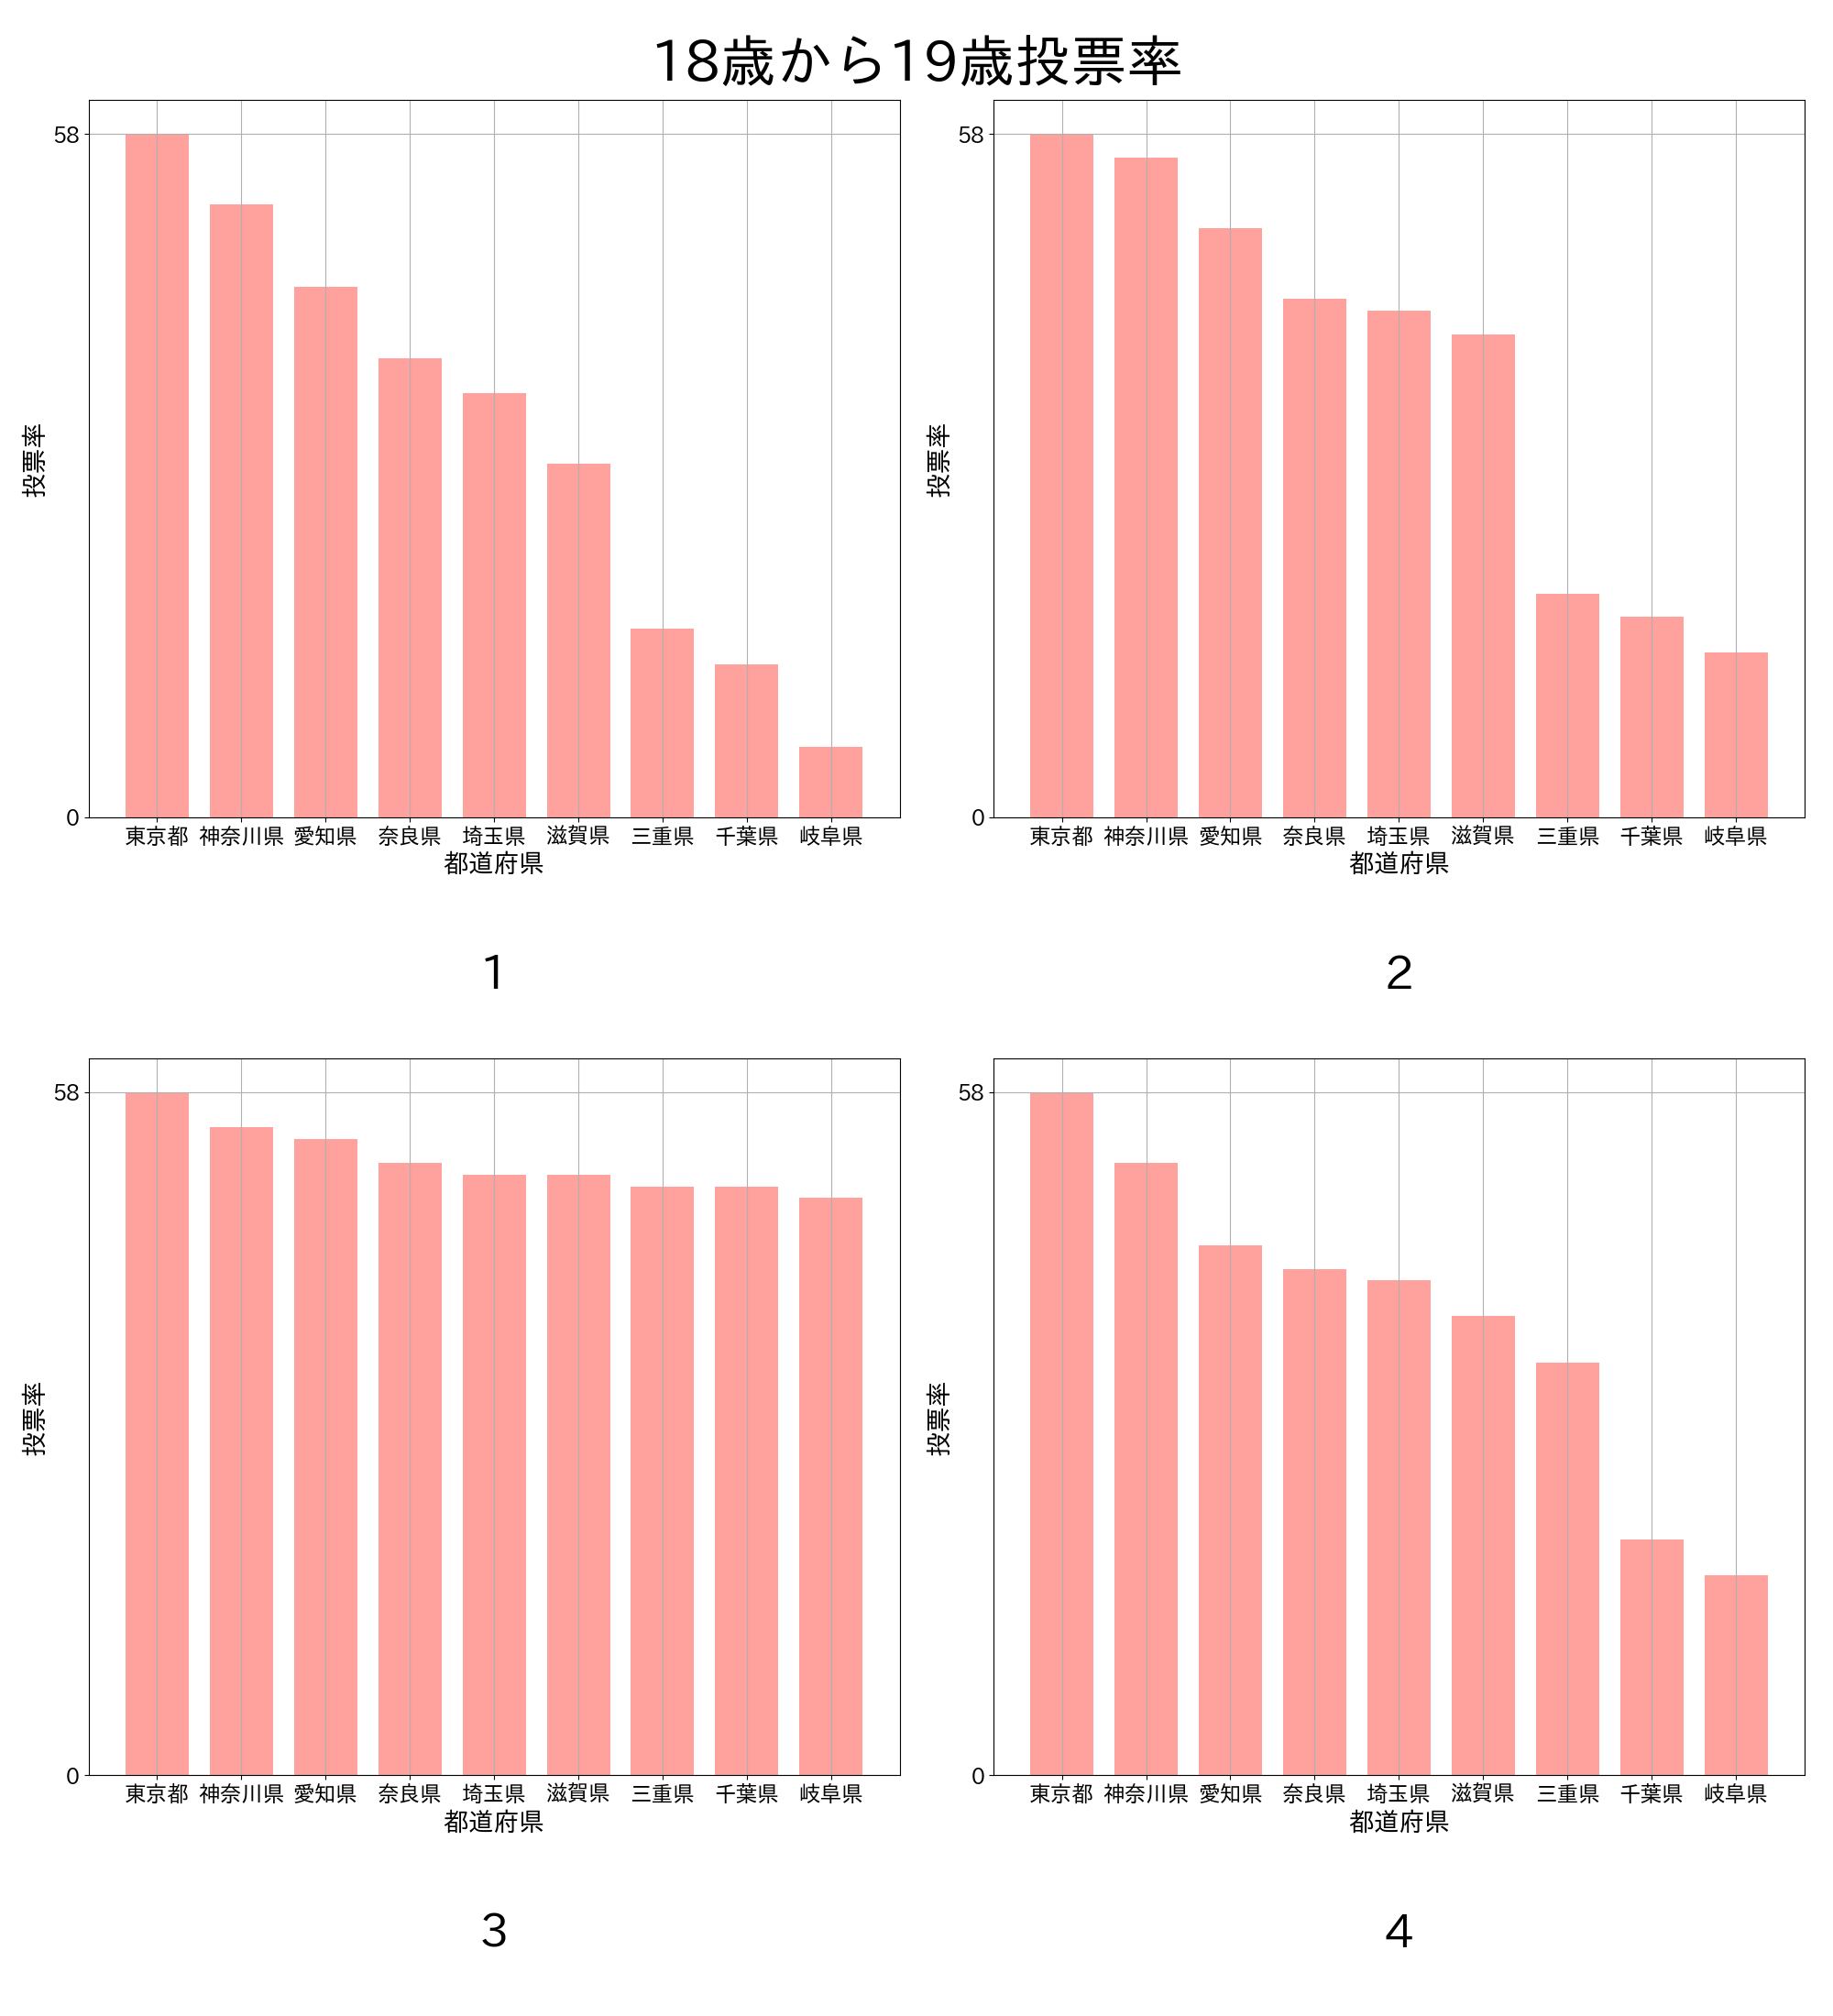 18歳から19歳投票率
58
0
投票率
東京都 神奈川県 愛知県 奈良県 埼玉県 滋賀県 三重県 千葉県 岐阜県
都道府県
1
58
0
投票率
東京都 神奈川県 愛知県 奈良県 埼玉県 滋賀県 三重県 千葉県 岐阜県
都道府県
2
58
0
投票率
東京都 神奈川県 愛知県 奈良県 埼玉県 滋賀県 三重県 千葉県 岐阜県
都道府県
3
58
0
投票率
東京都 神奈川県 愛知県 奈良県 埼玉県 滋賀県 三重県 千葉県 岐阜県
都道府県
4